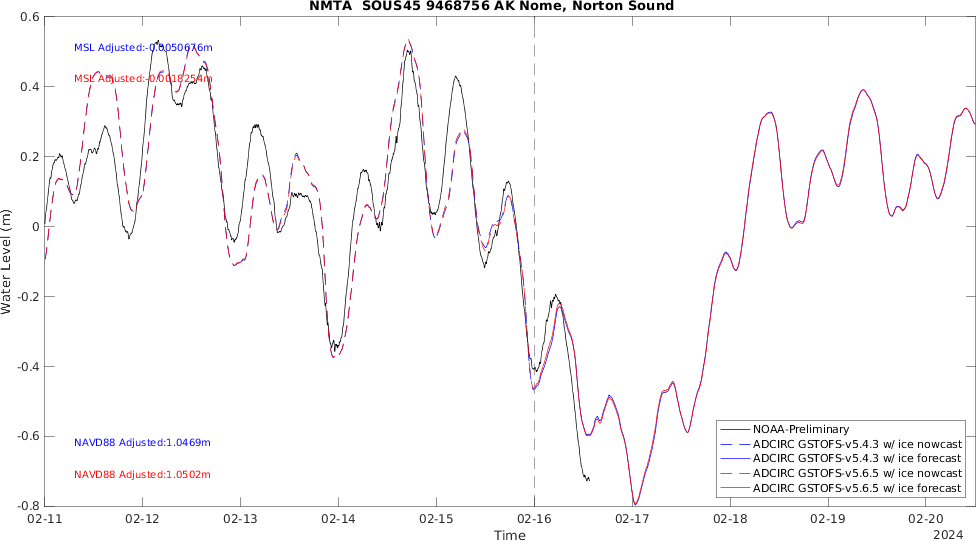 NMTA SOUS45 9468756 AK Nome, Norton Sound
0.6
MSL Adjusted:-0.0050676m
MSL Adjusted:-0.0018254m
0.4
0.2
0
-0.2
-0.4
-0.6
-0.8
Water Level (m)
NAVD88 Adjusted:1.0469m
NAVD88 Adjusted:1.0502m
NOAA-Preliminary
ADCIRC GSTOFS-v5.4.3 w/ ice nowcast
ADCIRC GSTOFS-v5.4.3 w/ ice forecast
ADCIRC GSTOFS-v5.6.5 w/ ice nowcast
ADCIRC GSTOFS-v5.6.5 w/ ice forecast
02-11 02-12 02-13 02-14 02-15 02-16 02-17 02-18 02-19 02-20
Time
2024